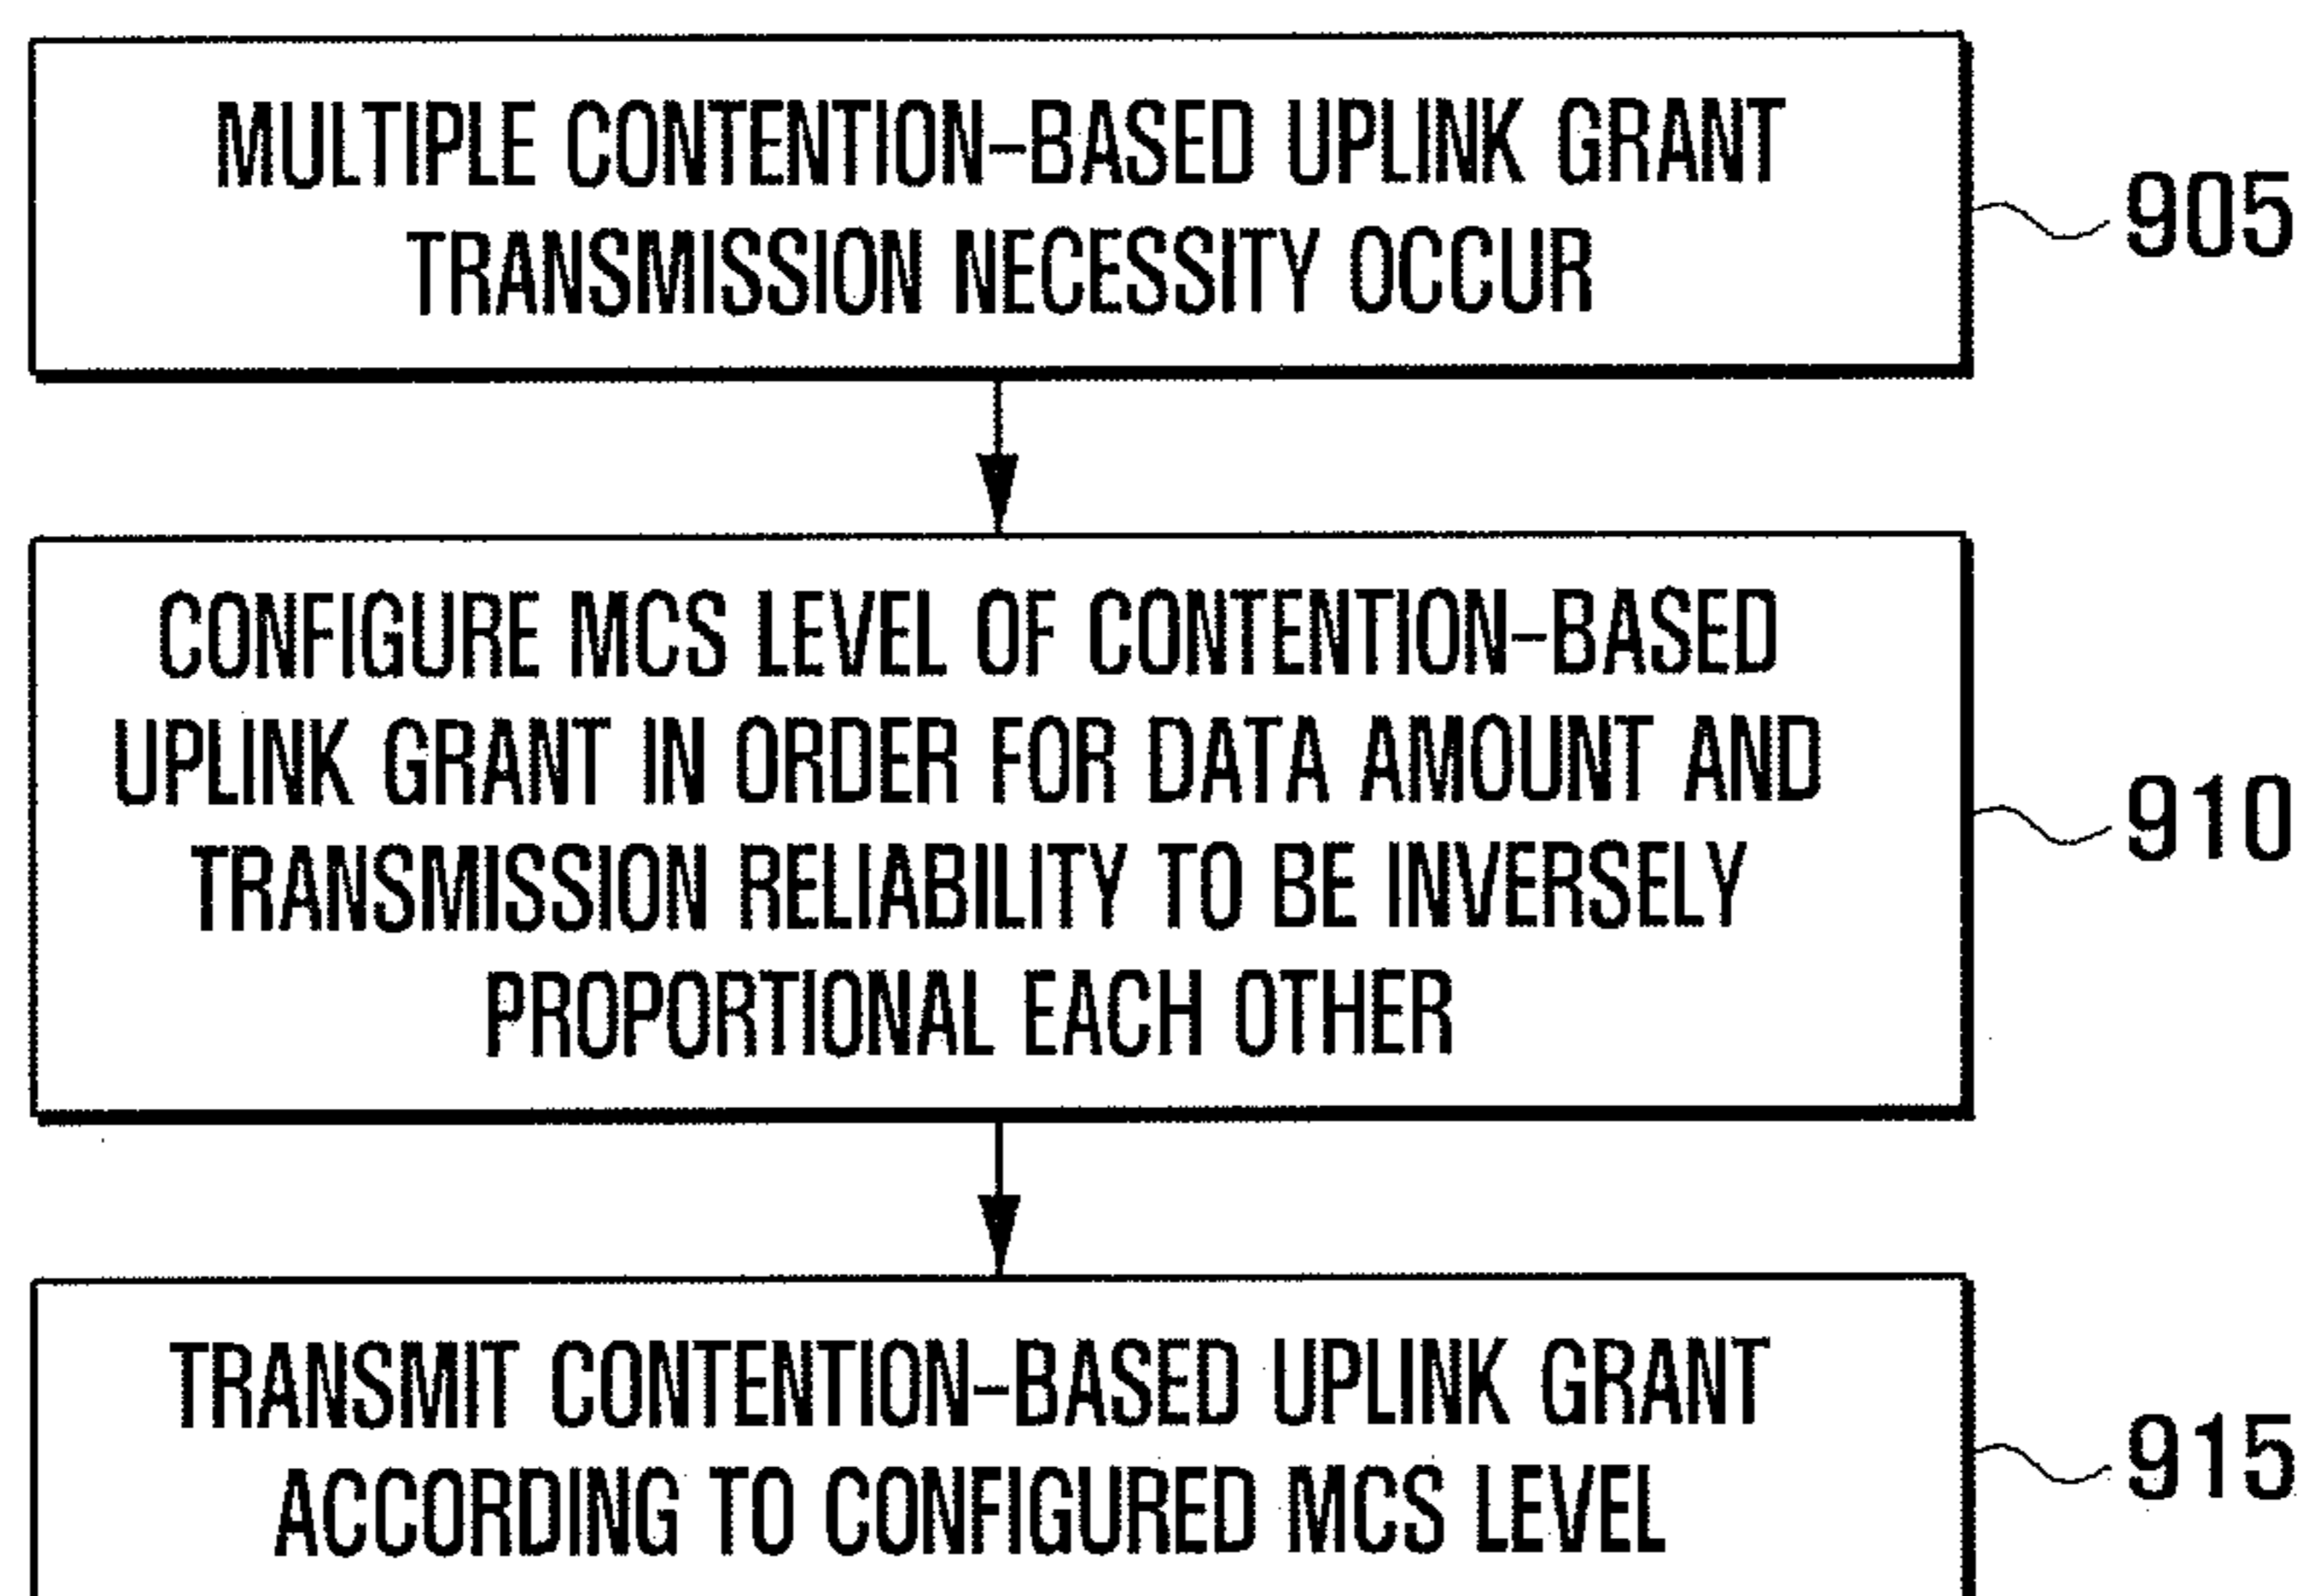 MULTIPLE CONTENTION-BASED UPLINK GRANT
TRANSMISSION NECESSITY OCCUR
905
CONFIGURE MCS LEVEL OF CONTENTION-BASED
UPLINK GRANT IN ORDER FOR DATA AMOUNT AND
TRANSMISSION RELIABILITY TO BE INVERSELY
PROPORTIONAL EACH OTHER
910
TRANSMIT CONTENTION-BASED UPLINK GRANT
ACCORDING TO CONFIGURED MCS LEVEL
915